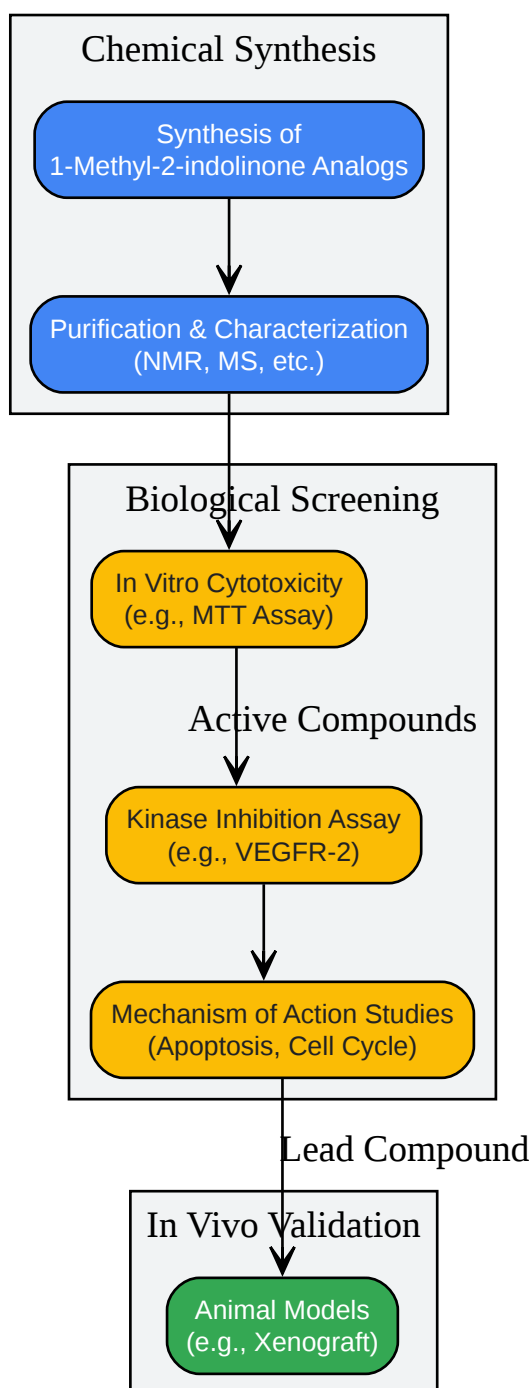 Chemical Synthesis
Synthesis of
1-Methyl-2-indolinone Analogs
Purification & Characterization
(NMR, MS, etc.)
Biological Screening
In Vitro Cytotoxicity
(e.g., MTT Assay)
Active Compounds
Kinase Inhibition Assay
(e.g., VEGFR-2)
Mechanism of Action Studies
(Apoptosis, Cell Cycle)
Lead Compound
In Vivo Validation
Animal Models
(e.g., Xenograft)